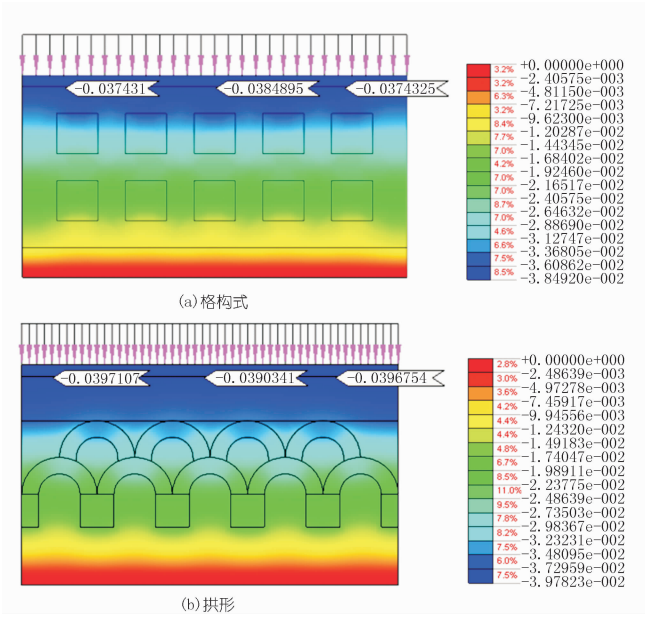 -0.037431 -0.0384895 -0.0374325
+0.00000e+000
3.2%
-2.40575e-003
3.2%
-4.81150e-003
6.3%
-7.21725e-003
3.2%
-9.62300e-003
8.4%
-1.20287e-002
7.7%
-1.44345e-002
7.0%
-1.68402e-002
4.2%
-1.92460e-002
7.0%
-2.16517e-002
7.0%
-2.40575e-002
8.7%
-2.64632e-002
7.0%
-2.88690e-002
4.6%
-3.12747e-002
6.6%
-3.36805e-002
7.5%
-3.60862e-002
8.5%
-3.84920e-002
(a)格构式
-0.0397107 -0.0390341 -0.0396754
+0.00000e+000
2.8%
-2.48639e-003
3.0%
-4.97278e-003
3.6%
-7.45917e-003
4.2%
-9.94556e-003
4.4%
-1.24320e-002
4.4%
-1.49183e-002
4.8%
-1.74047e-002
6.7%
-1.98911e-002
8.5%
-2.23775e-002
11.0%
-2.48639e-002
9.5%
-2.73503e-002
7.8%
-2.98367e-002
8.2%
-3.23231e-002
7.5%
-3.48095e-002
6.0%
-3.72959e-002
7.5%
-3.97823e-002
(b)拱形